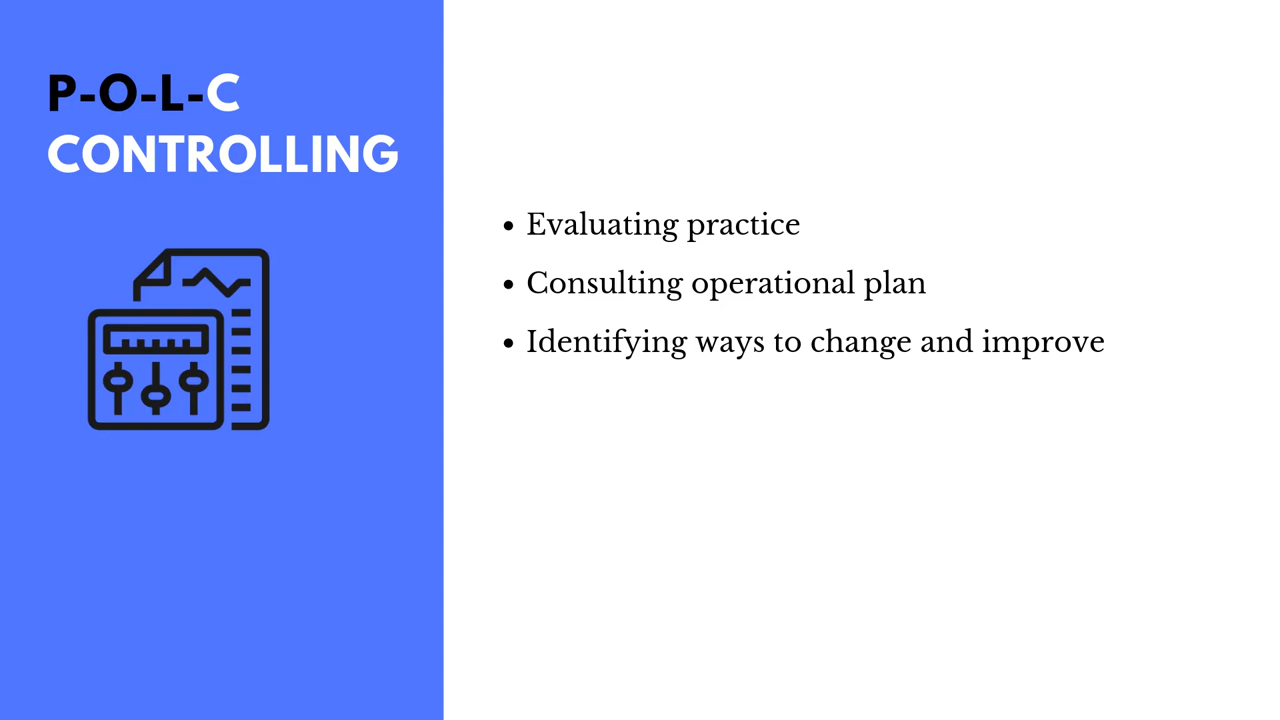 P-O-L-C
CONTROLLING
• Evaluating practice
• Consulting operational plan
• Identifying ways to change and improve